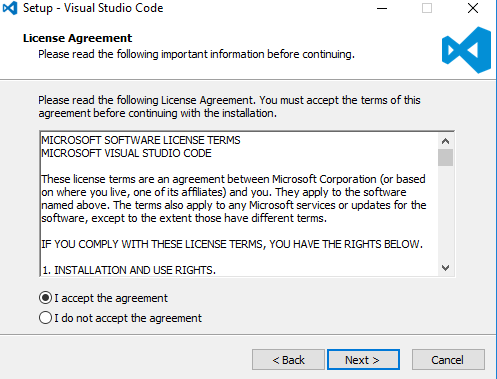 Setup - Visual Studio Code
License Agreement
Please read the following important information before continuing.
Please read the following License Agreement. You must accept the terms of this
agreement before continuing with the installation.
MICROSOFT SOFTWARE LICENSE TERMS
MICROSOFT VISUAL STUDIO CODE
These license terms are an agreement between Microsoft Corporation (or based
on where you live, one of its affiliates) and you. They apply to the software
named above. The terms also apply to any Microsoft services or updates for the
software, except to the extent those have different terms.
IF YOU COMPLY WITH THESE LICENSE TERMS, YOU HAVE THE RIGHTS BELOW.
1. INSTALLATION AND USE RIGHTS.
I accept the agreement
I do not accept the agreement
< Back
Next >
Cancel